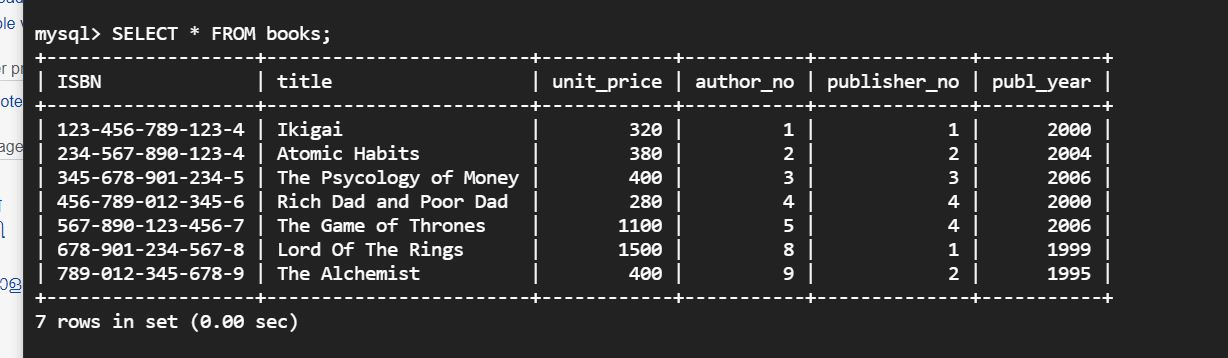 ple
mysql> SELECT * FROM books;
+-------------------+-------------------------+------------+-----------+--------------+-----------+
| ISBN              | title                   | unit_price | author_no | publisher_no | publ_year |
+-------------------+-------------------------+------------+-----------+--------------+-----------+
| 123-456-789-123-4 | Ikigai                  |        320 |         1 |            1 |      2000 |
| 234-567-890-123-4 | Atomic Habits           |        380 |         2 |            2 |      2004 |
| 345-678-901-234-5 | The Psycology of Money  |        400 |         3 |            3 |      2006 |
| 456-789-012-345-6 | Rich Dad and Poor Dad   |        280 |         4 |            4 |      2000 |
| 567-890-123-456-7 | The Game of Thrones     |       1100 |         5 |            4 |      2006 |
| 678-901-234-567-8 | Lord Of The Rings       |       1500 |         8 |            1 |      1999 |
| 789-012-345-678-9 | The Alchemist           |        400 |         9 |            2 |      1995 |
+-------------------+-------------------------+------------+-----------+--------------+-----------+
7 rows in set (0.00 sec)